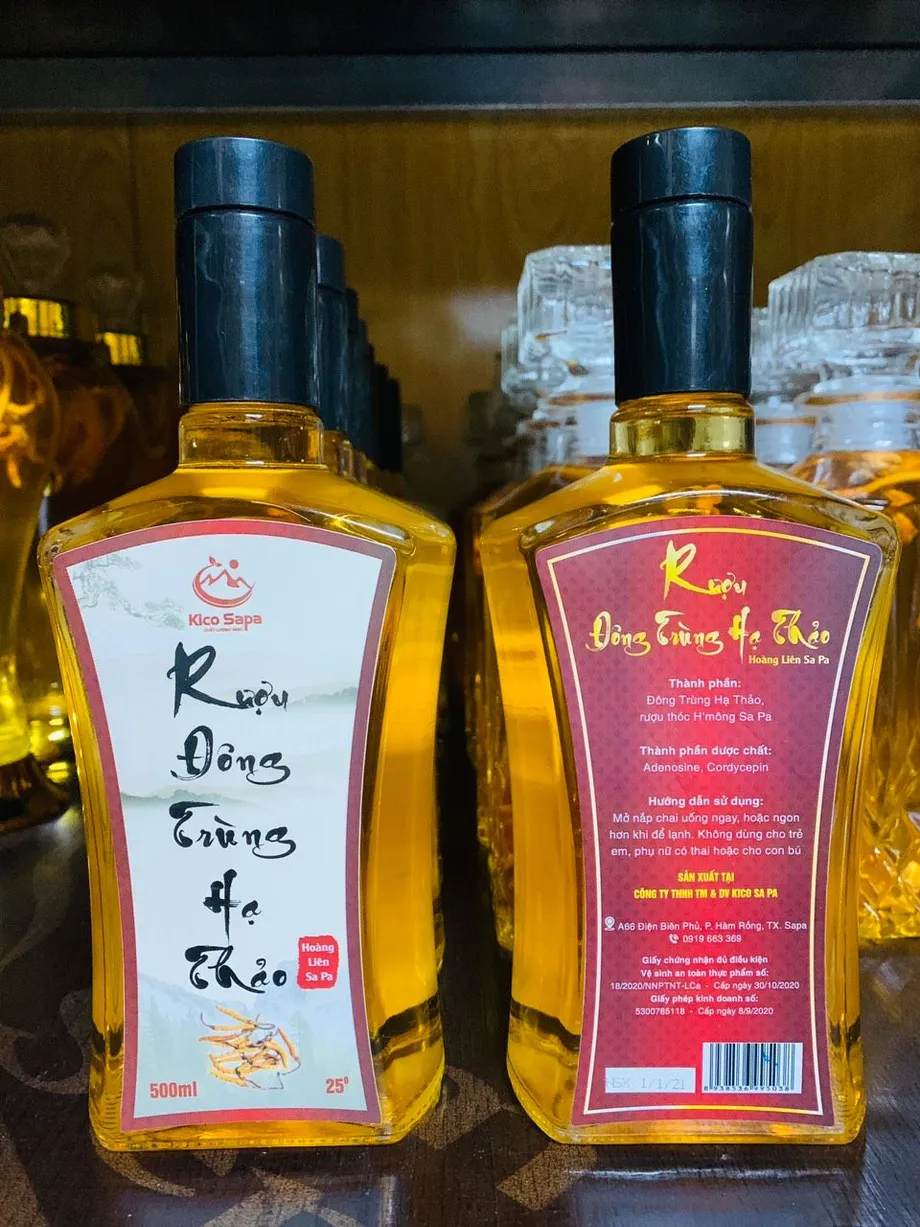 Kico Sapa
Rượu
Đông
Trùng
Hạ
Thảo
Hoàng
Liên
Sa Pa
500ml
25⁰
Rượu
Đông Trùng Hạ Thảo
Hoàng Liên Sa Pa
Thành phần:
Đông Trùng Hạ Thảo,
rượu thóc H'mông Sa Pa
Thành phần dược chất:
Adenosine, Cordycepin
Hướng dẫn sử dụng:
Mở nắp chai uống ngay, hoặc ngon
hơn khi để lạnh. Không dùng cho trẻ
em, phụ nữ có thai hoặc cho con bú
SẢN XUẤT TẠI
CÔNG TY TNHH TM & DV KICO SA PA
A66 Điện Biên Phủ, P. Hàm Rồng, TX. Sapa
0919 663 369
Giấy chứng nhận đủ điều kiện
Vệ sinh an toàn thực phẩm số:
18/2020/NNPTNT-LCa - Cấp ngày 30/10/2020
Giấy phép kinh doanh số:
5300785118 - Cấp ngày 8/9/2020
NSX 1/1/21
8 938536 995038